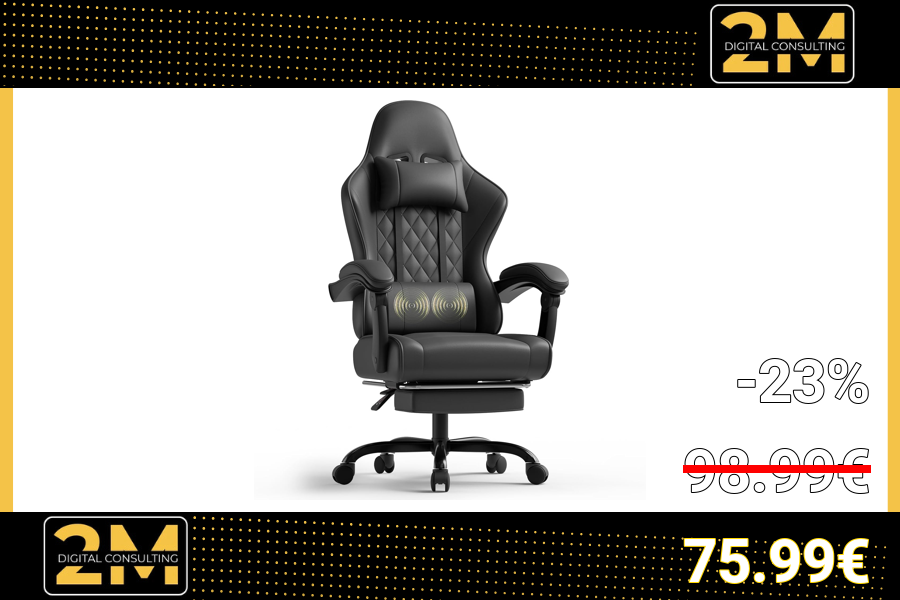 2M
DIGITAL CONSULTING
-23%
98.99€
2M
DIGITAL CONSULTING
75.99€